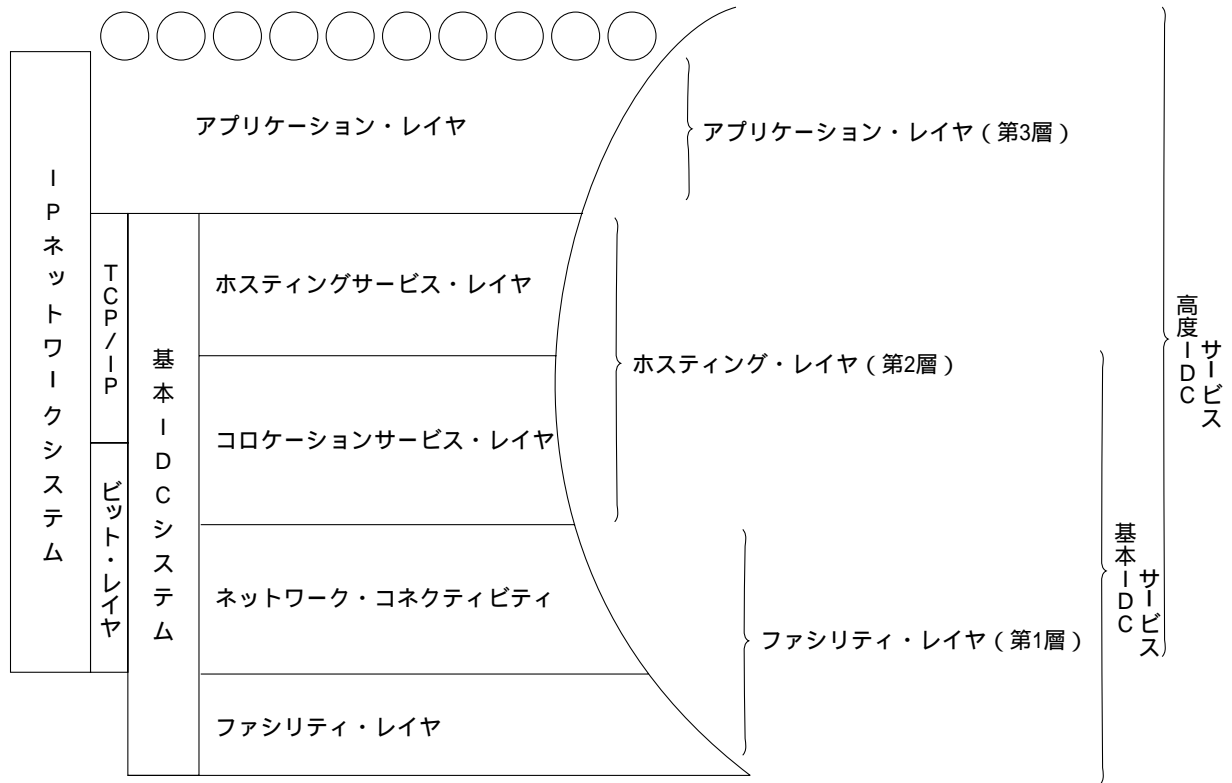 アプリケーション・レイヤ
アプリケーション・レイヤ(第3層)
IPネットワークシステム
TCP/IP
ビット・レイヤ
基本IDCシステム
ホスティングサービス・レイヤ
ホスティング・レイヤ(第2層)
コロケーションサービス・レイヤ
ネットワーク・コネクティビティ
ファシリティ・レイヤ(第1層)
ファシリティ・レイヤ
基本IDC
サービス
高度IDC
サービス